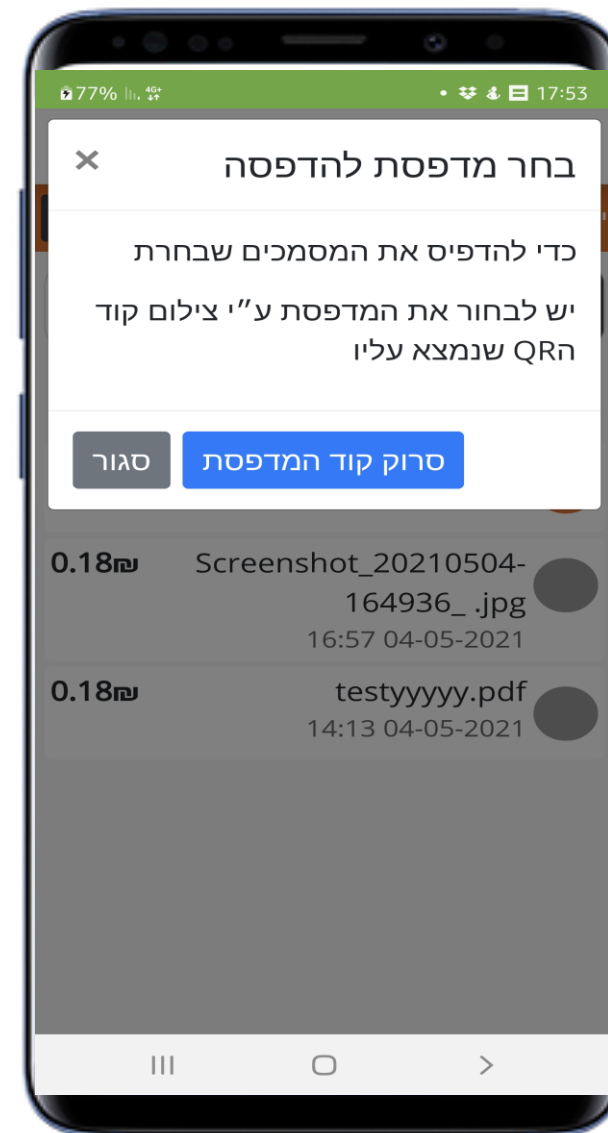 77% 4G+ 17:53
בחר מדפסת להדפסה ×
כדי להדפיס את המסמכים שבחרת
יש לבחור את המדפסת ע״י צילום קוד
הQR שנמצא עליו
סרוק קוד המדפסת סגור
Screenshot_20210504- 0.18₪
164936_ .jpg
16:57 04-05-2021
testyyyyy.pdf 0.18₪
14:13 04-05-2021